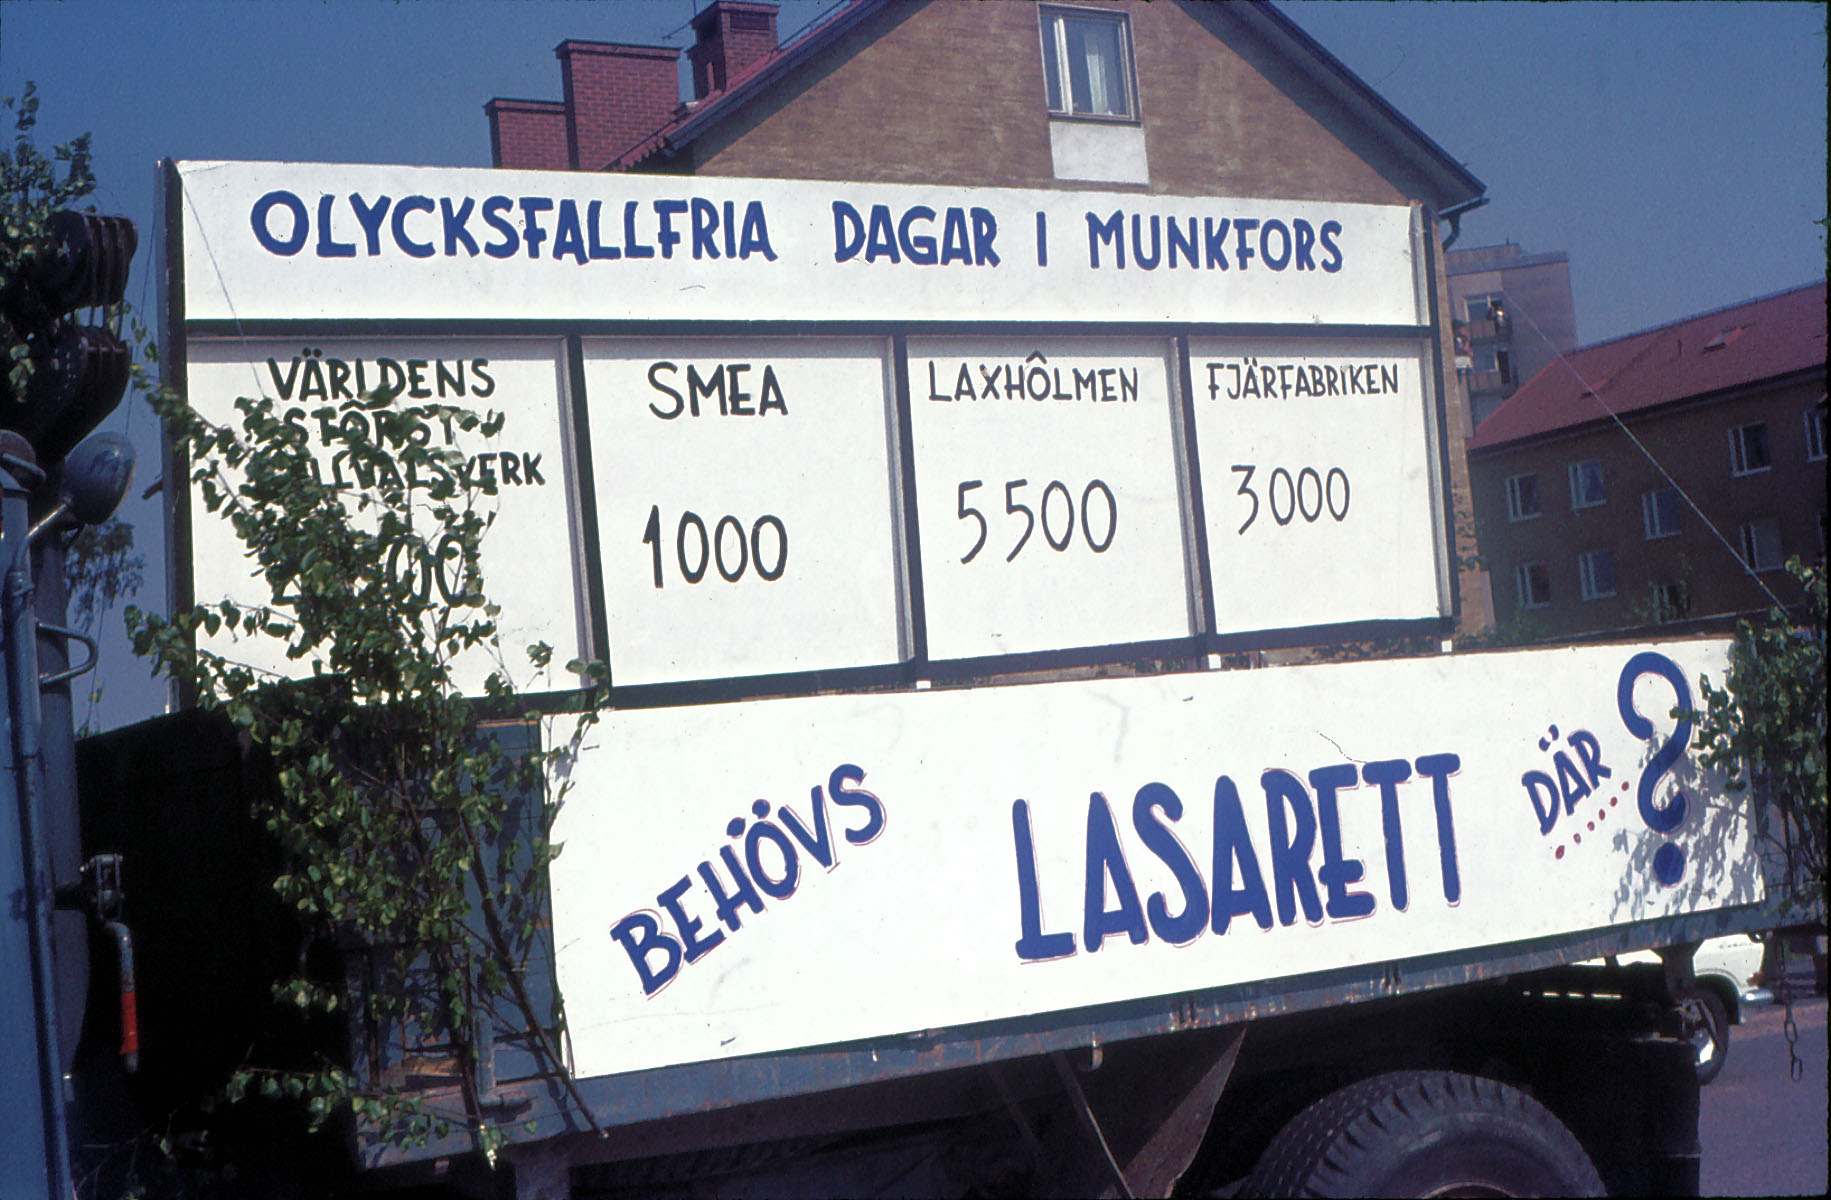 OLYCKSFALLFRIA DAGAR I MUNKFORS
VÄRLDENS
SMEA
1000
LAXHÔLMEN
5500
FJÄRFABRIKEN
3000
BEHÖVS LASARETT DÄR......?